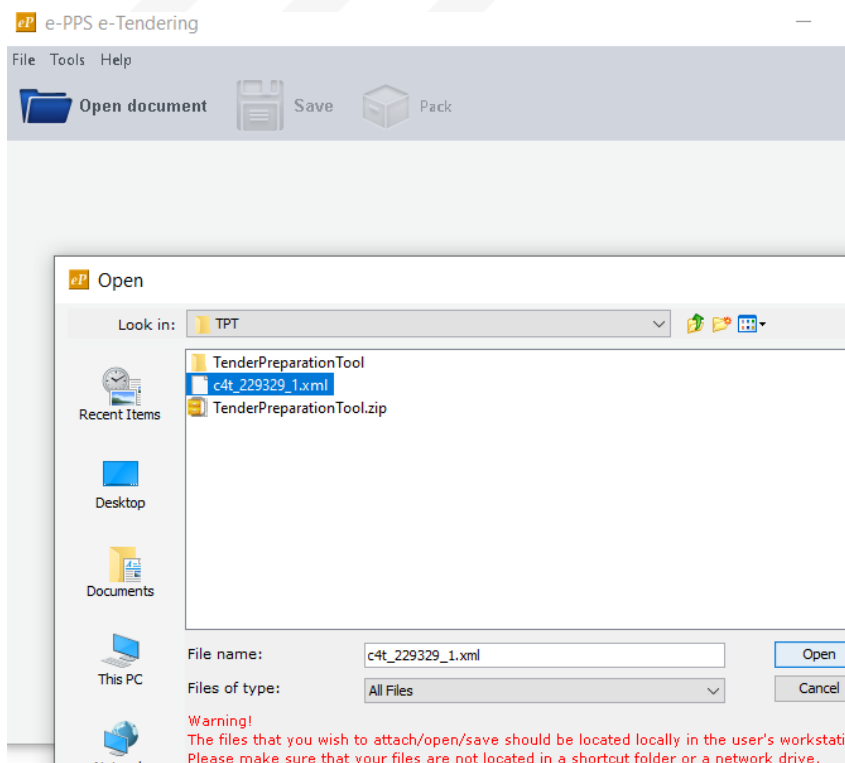 eP e-PPS e-Tendering
File Tools Help
Open document Save Pack
eP Open
Look in: TPT
TenderPreparationTool
c4t_229329_1.xml
TenderPreparationTool.zip
Recent Items
Desktop
Documents
This PC
File name: c4t_229329_1.xml Open
Files of type: All Files Cancel
Warning!
The files that you wish to attach/open/save should be located locally in the user's workstati
Please make sure that your files are not located in a shortcut folder or a network drive.